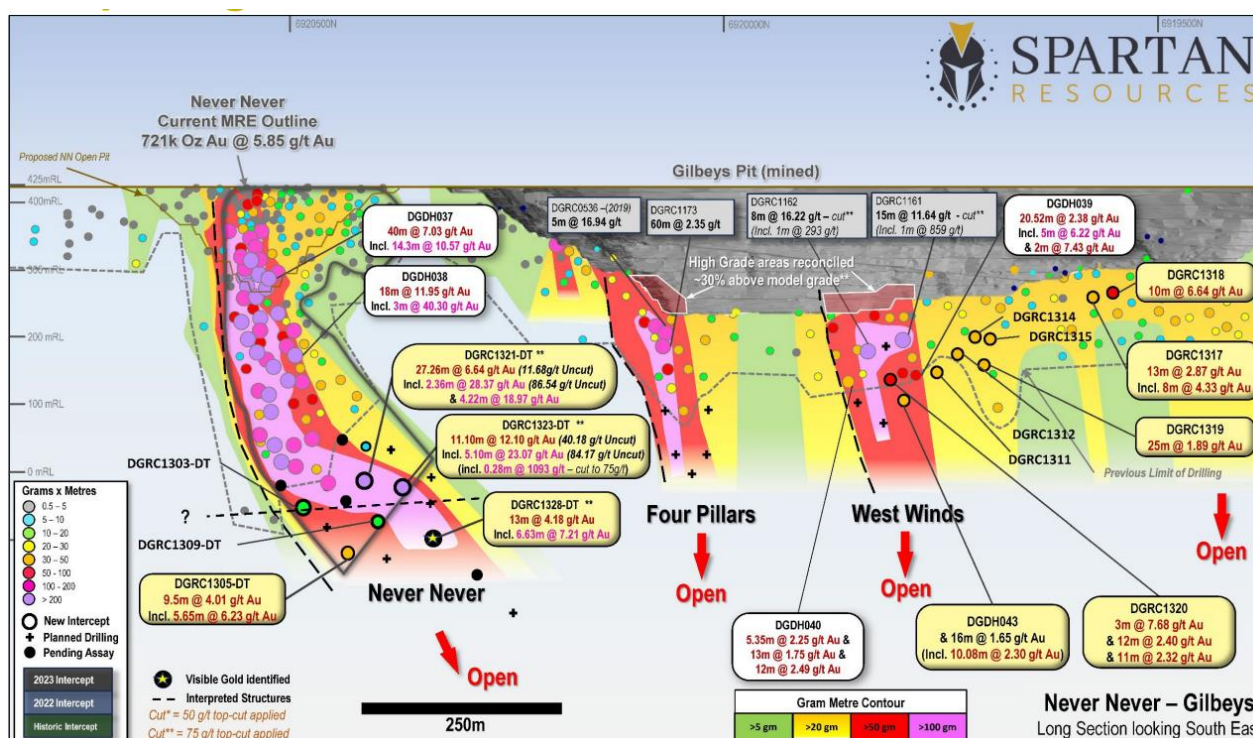 6920500N
6920000N
6919500N
SPARTAN
RESOURCES
Never Never
Current MRE Outline
721k Oz Au @ 5.85 g/t Au
Proposed NN Open Pit
Gilbeys Pit (mined)
425mRL
400mRL
300mRL
200 mRL
100 mRL
0 mRL
DGDH037
40m @ 7.03 g/t Au
Incl. 14.3m @ 10.57 g/t Au
DGDH038
18m @ 11.95 g/t Au
Incl. 3m @ 40.30 g/t Au
DGRC0536 –(2019)
5m @ 16.94 g/t
DGRC1173
60m @ 2.35 g/t
DGRC1162
8m @ 16.22 g/t – cut**
(Incl. 1m @ 293 g/t)
DGRC1161
15m @ 11.64 g/t - cut**
(Incl. 1m @ 859 g/t)
DGDH039
20.52m @ 2.38 g/t Au
Incl. 5m @ 6.22 g/t Au
& 2m @ 7.43 g/t Au
High Grade areas reconciled
~30% above model grade**
DGRC1318
10m @ 6.64 g/t Au
DGRC1314
DGRC1315
DGRC1317
13m @ 2.87 g/t Au
Incl. 8m @ 4.33 g/t Au
DGRC1321-DT **
27.26m @ 6.64 g/t Au (11.68g/t Uncut)
Incl. 2.36m @ 28.37 g/t Au (86.54 g/t Uncut)
& 4.22m @ 18.97 g/t Au
DGRC1323-DT **
11.10m @ 12.10 g/t Au (40.18 g/t Uncut)
Incl. 5.10m @ 23.07 g/t Au (84.17 g/t Uncut)
(incl. 0.28m @ 1093 g/t – cut to 75g/t)
DGRC1312
DGRC1311
DGRC1319
25m @ 1.89 g/t Au
Previous Limit of Drilling
DGRC1303-DT
?
DGRC1309-DT
DGRC1328-DT **
13m @ 4.18 g/t Au
Incl. 6.63m @ 7.21 g/t Au
DGRC1305-DT
9.5m @ 4.01 g/t Au
Incl. 5.65m @ 6.23 g/t Au
Never Never
Open
Four Pillars
Open
West Winds
Open
Open
DGDH040
5.35m @ 2.25 g/t Au &
13m @ 1.75 g/t Au &
12m @ 2.49 g/t Au
DGDH043
& 16m @ 1.65 g/t Au
(Incl. 10.08m @ 2.30 g/t Au)
DGRC1320
3m @ 7.68 g/t Au
& 12m @ 2.40 g/t Au
& 11m @ 2.32 g/t Au
Grams x Metres
0.5 – 5
5 – 10
10 – 20
20 – 30
30 – 50
50 - 100
100 - 200
> 200
New Intercept
Planned Drilling
Pending Assay
2023 Intercept
2022 Intercept
Historic Intercept
Visible Gold identified
Interpreted Structures
Cut* = 50 g/t top-cut applied
Cut** = 75 g/t top-cut applied
250m
Gram Metre Contour
>5 gm
>20 gm
>50 gm
>100 gm
Never Never – Gilbeys
Long Section looking South East